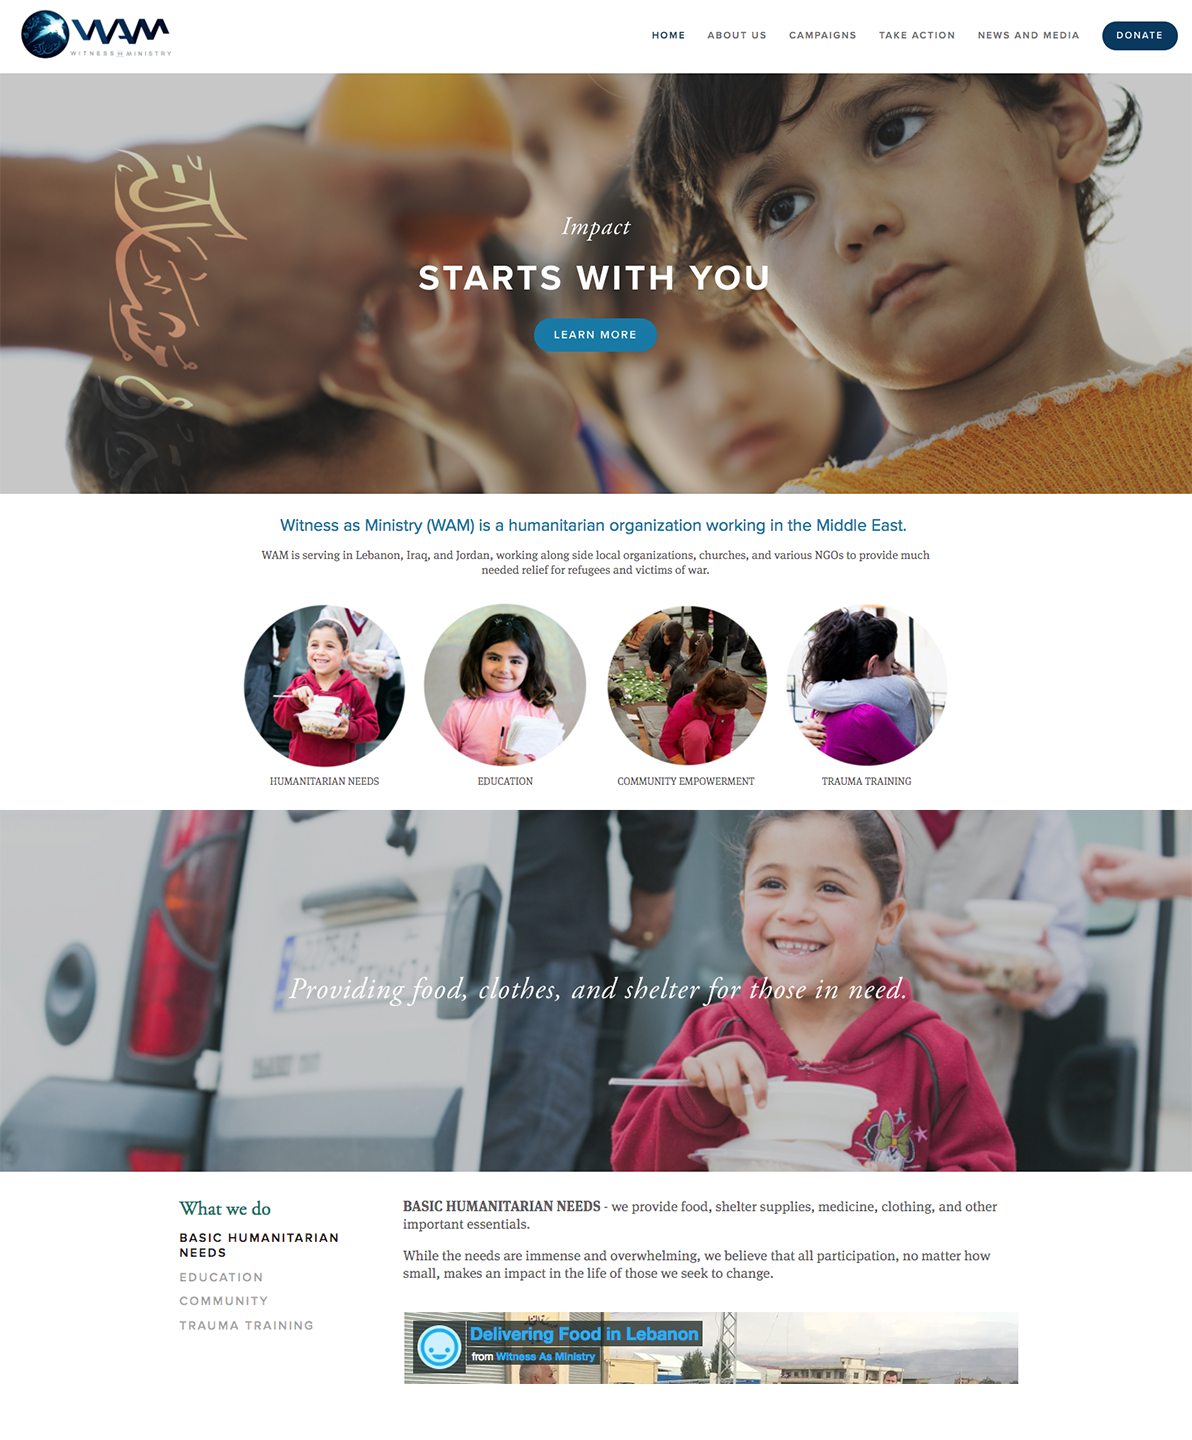 WAM
WITNESS AS MINISTRY
HOME
ABOUT US
CAMPAIGNS
TAKE ACTION
NEWS AND MEDIA
DONATE
Impact
STARTS WITH YOU
LEARN MORE
Witness as Ministry (WAM) is a humanitarian organization working in the Middle East.
WAM is serving in Lebanon, Iraq, and Jordan, working along side local organizations, churches, and various NGOs to provide much
needed relief for refugees and victims of war.
HUMANITARIAN NEEDS
EDUCATION
COMMUNITY EMPOWERMENT
TRAUMA TRAINING
Providing food, clothes, and shelter for those in need.
What we do
BASIC HUMANITARIAN
NEEDS
EDUCATION
COMMUNITY
TRAUMA TRAINING
BASIC HUMANITARIAN NEEDS - we provide food, shelter supplies, medicine, clothing, and other
important essentials.
While the needs are immense and overwhelming, we believe that all participation, no matter how
small, makes an impact in the life of those we seek to change.
Delivering Food in Lebanon
from Witness As Ministry